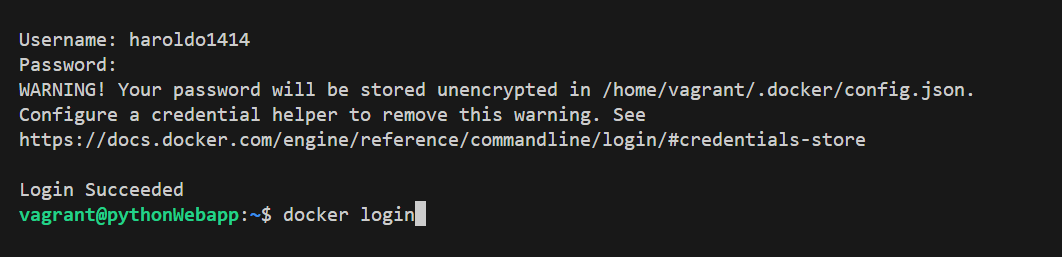 Username: haroldo1414
Password:
WARNING! Your password will be stored unencrypted in /home/vagrant/.docker/config.json.
Configure a credential helper to remove this warning. See
https://docs.docker.com/engine/reference/commandline/login/#credentials-store
Login Succeeded
vagrant@pythonWebapp:~$ docker login